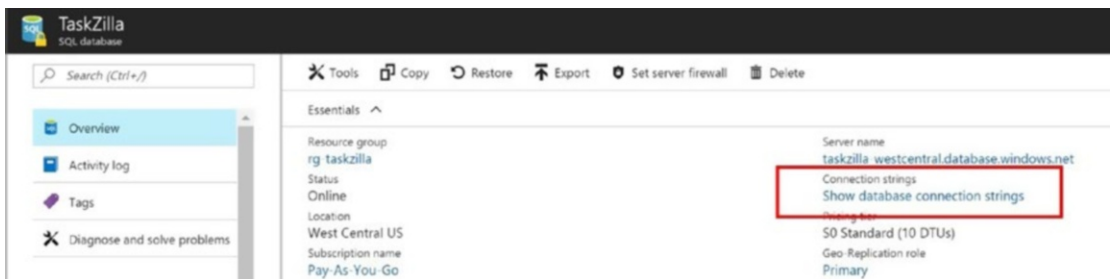 TaskZilla
SQL database
Search (Ctrl+/)
Tools Copy Restore Export Set server firewall Delete
Essentials
Overview
Activity log
Tags
Diagnose and solve problems
Resource group
rg-taskzilla
Status
Online
Location
West Central US
Subscription name
Pay-As-You-Go
Server name
taskzilla-westcentral.database.windows.net
Connection strings
Show database connection strings
Pricing tier
S0 Standard (10 DTUs)
Geo-Replication role
Primary